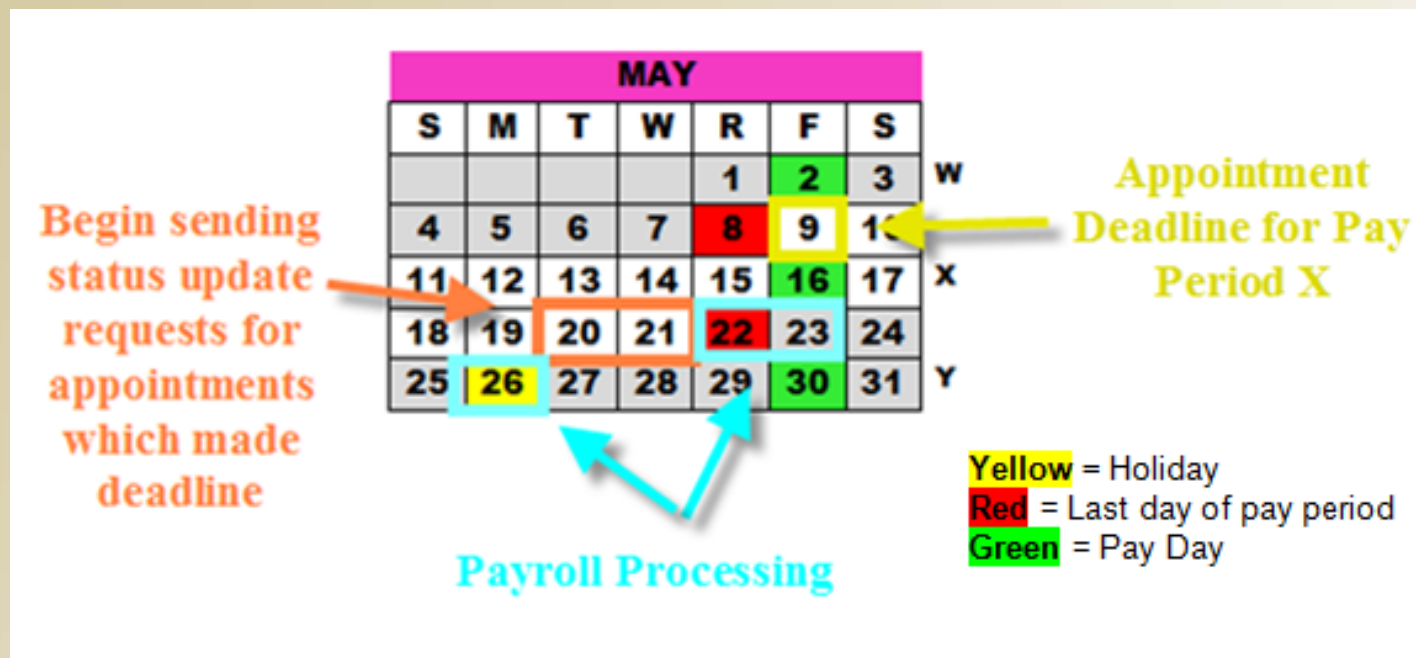 MAY
S M T W R F S
1 2 3 W
4 5 6 7 8 9 10
11 12 13 14 15 16 17 X
18 19 20 21 22 23 24
25 26 27 28 29 30 31 Y
Begin sending
status update
requests for
appointments
which made
deadline
Appointment
Deadline for Pay
Period X
Payroll Processing
Yellow = Holiday
Red = Last day of pay period
Green = Pay Day